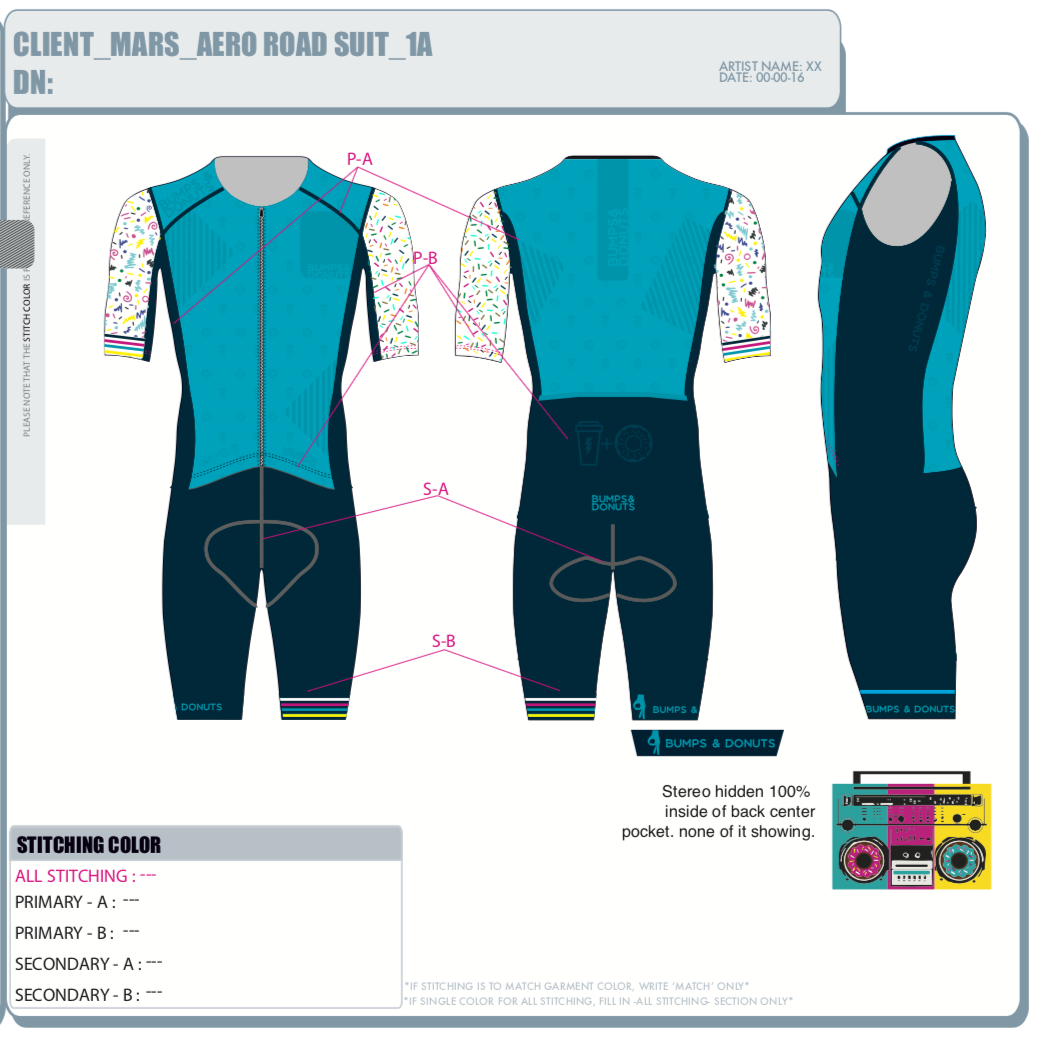 CLIENT_MARS_AERO ROAD SUIT_1A
DN:
ARTIST NAME: XX
DATE: 00-00-16
PLEASE NOTE THAT THE STITCH COLOR IS
REFERENCE ONLY.
P-A
P-B
S-A
S-B
BUMPS
DONUTS
BUMPS & DONUTS
BUMPS&
DONUTS
DONUTS
BUMPS &
BUMPS & DONUTS
BUMPS & DONUTS
Stereo hidden 100%
inside of back center
pocket. none of it showing.
STITCHING COLOR
ALL STITCHING : ---
PRIMARY - A : ---
PRIMARY - B : ---
SECONDARY - A : ---
SECONDARY - B : ---
*IF STITCHING IS TO MATCH GARMENT COLOR, WRITE 'MATCH' ONLY*
*IF SINGLE COLOR FOR ALL STITCHING, FILL IN -ALL STITCHING- SECTION ONLY*